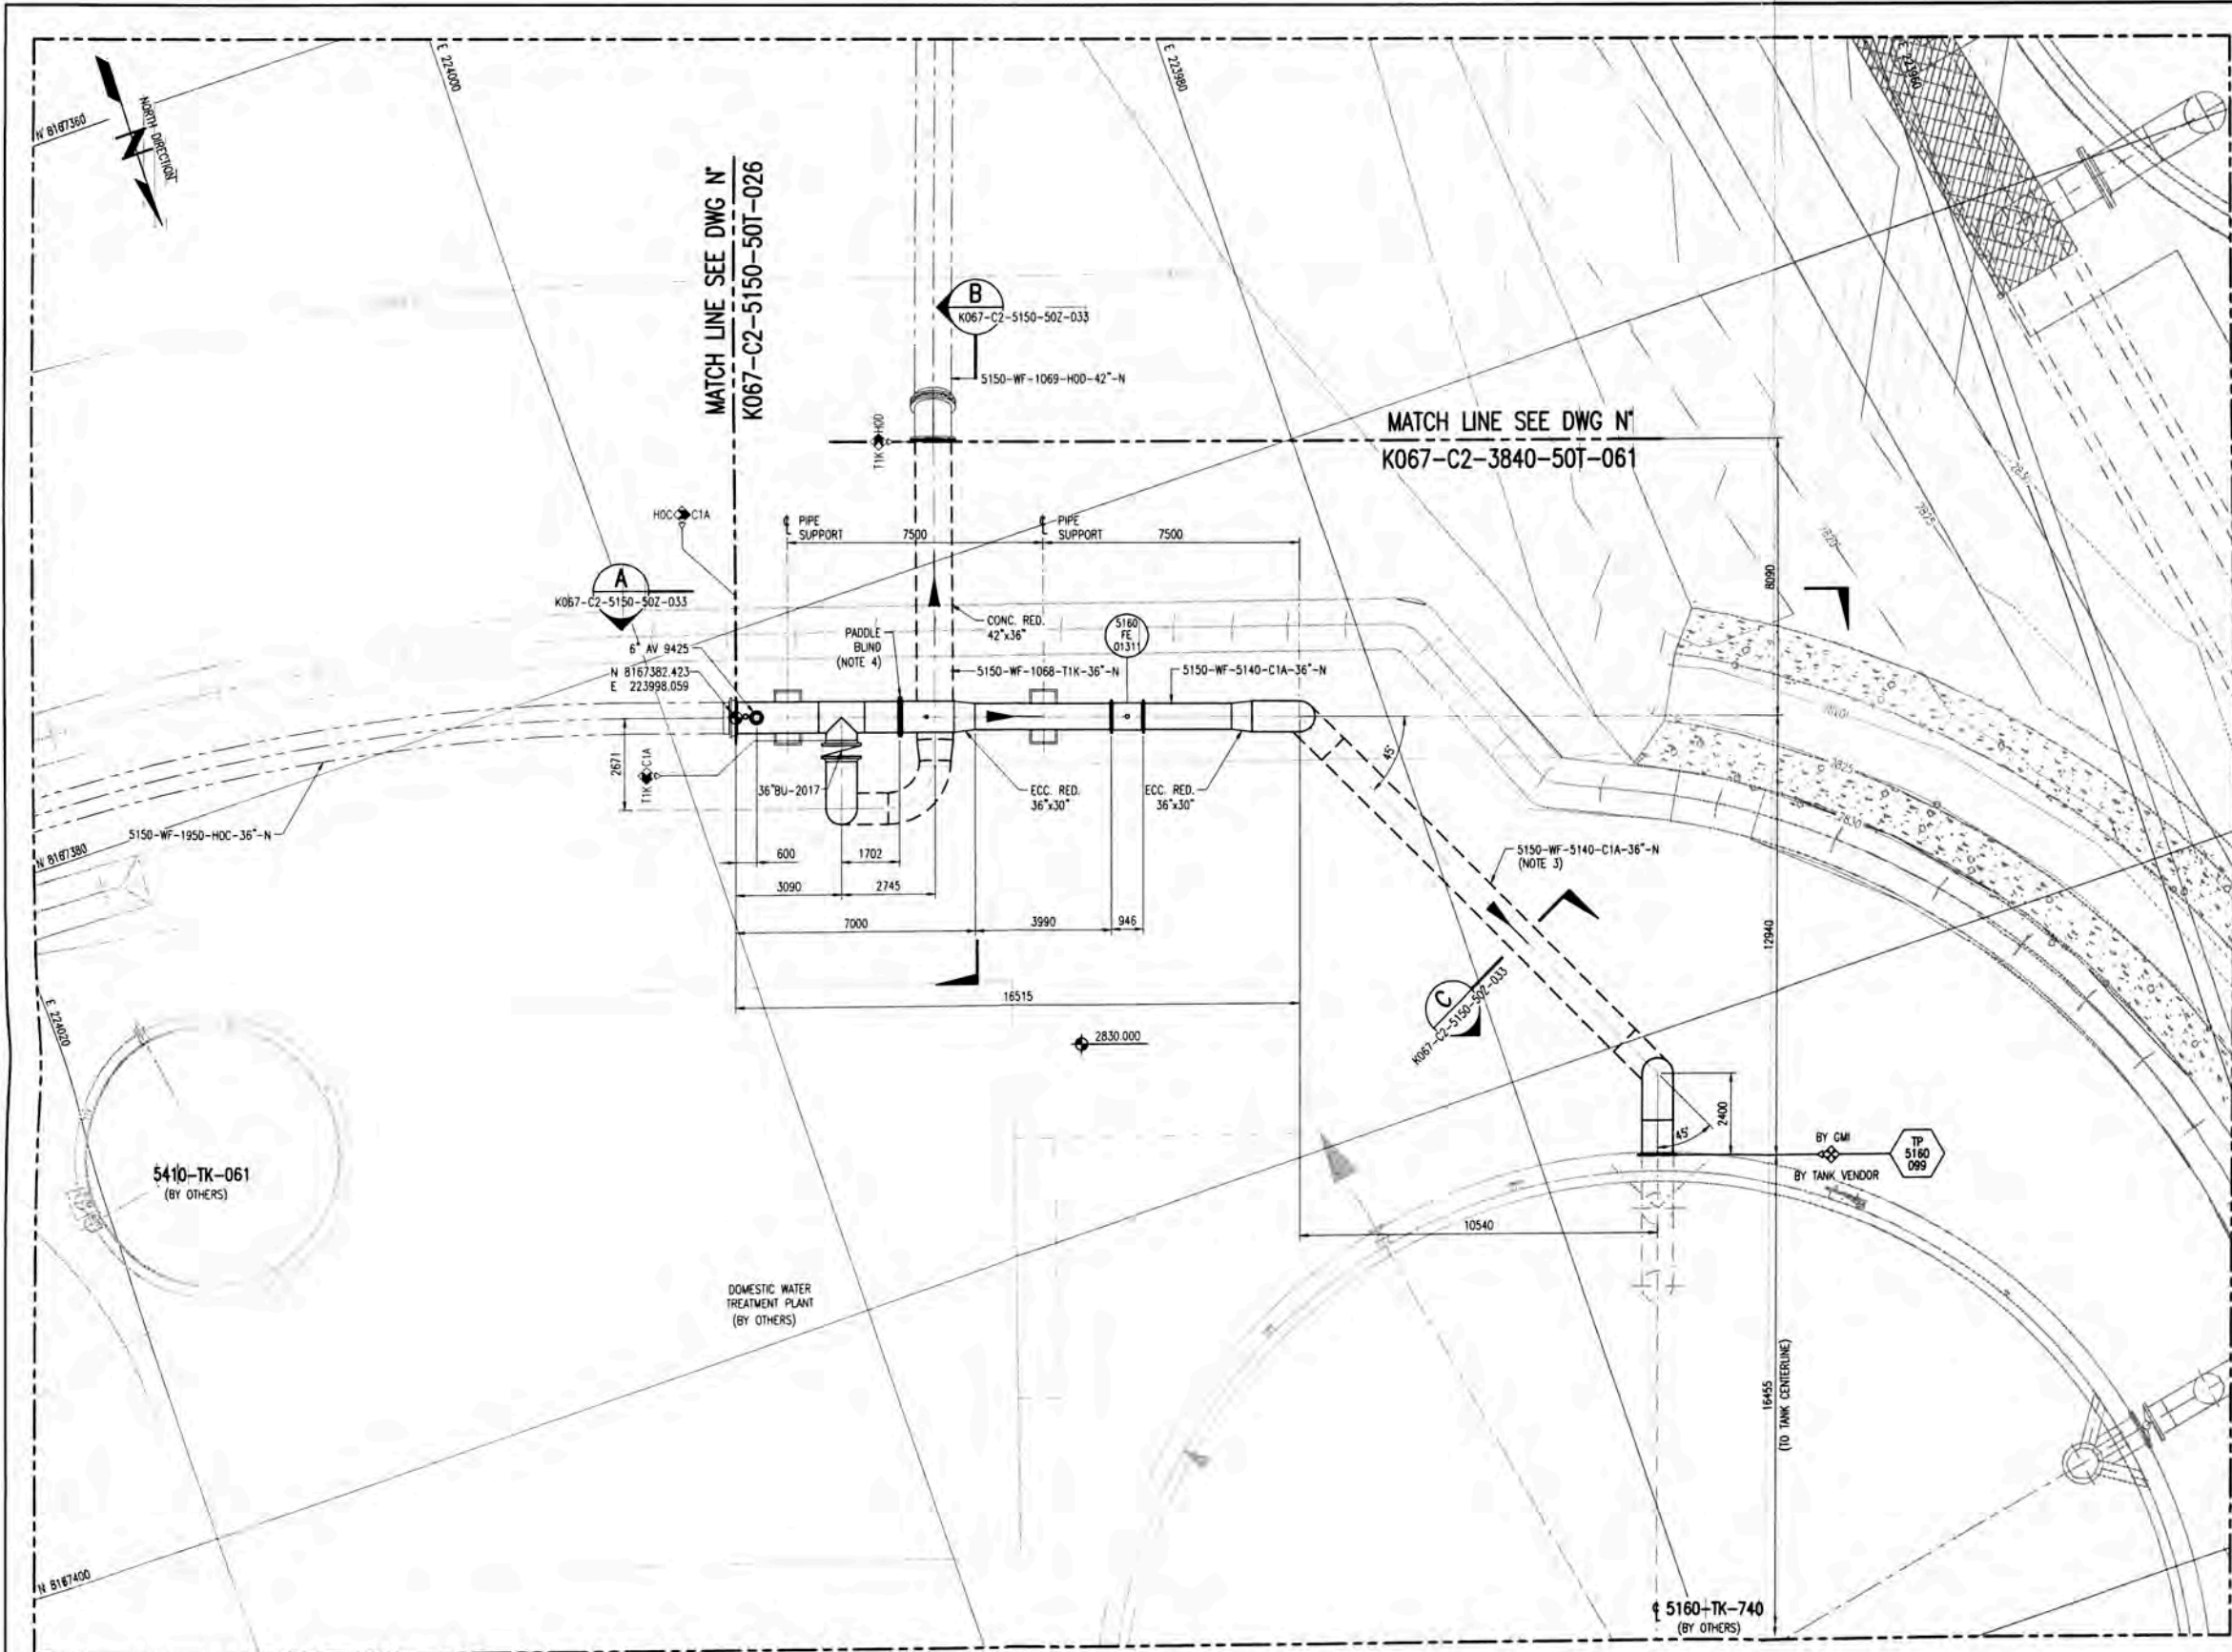 E 224000
E 223980
E 223960
N 8167360
NORTH DIRECTION
N
MATCH LINE SEE DWG N°
K067-C2-5150-50T-026
B
K067-C2-5150-50Z-033
5150-WF-1069-H0D-42"-N
T1K H0D
MATCH LINE SEE DWG N°
K067-C2-3840-50T-061
2825
2820
H0C C1A
℄ PIPE
SUPPORT
7500
℄ PIPE
SUPPORT
7500
8090
A
K067-C2-5150-50Z-033
CONC. RED.
42"x36"
5160
FE
01311
PADDLE
BLIND
(NOTE 4)
6" AV 9425
N 8167382.423
E 223998.059
5150-WF-1068-T1K-36"-N
5150-WF-5140-C1A-36"-N
45°
2671
T1K C1A
36"BU-2017
ECC. RED.
36"x30"
ECC. RED.
36"x30"
2825
2830
5150-WF-1950-H0C-36"-N
N 8167380
600
1702
3090
2745
7000
3990
946
5150-WF-5140-C1A-36"-N
(NOTE 3)
12940
16515
C
K067-C2-5150-50Z-033
2830.000
E 224020
2400
45°
BY GMI
BY TANK VENDOR
TP
5160
099
5410-TK-061
(BY OTHERS)
10540
DOMESTIC WATER
TREATMENT PLANT
(BY OTHERS)
16455
(TO TANK CENTERLINE)
N 8167400
℄ 5160-TK-740
(BY OTHERS)